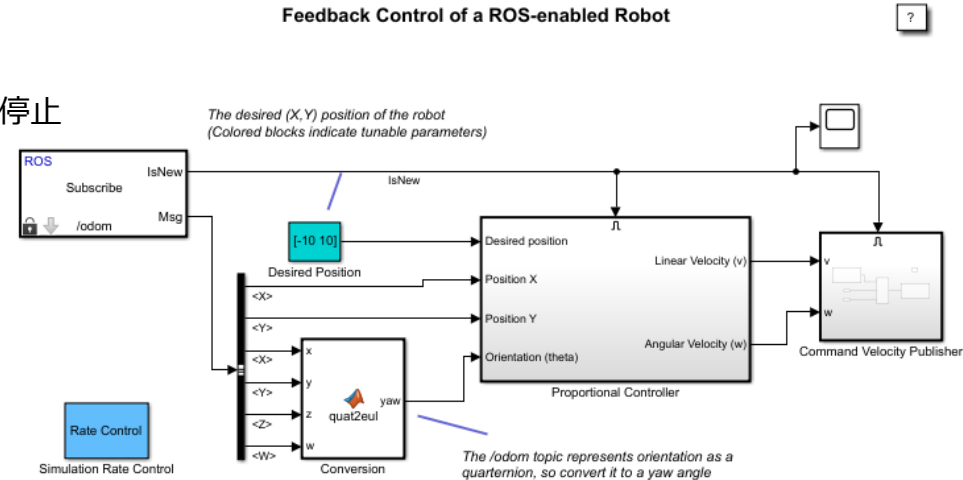 Feedback Control of a ROS-enabled Robot
?
停止
The desired (X,Y) position of the robot
(Colored blocks indicate tunable parameters)
ROS
IsNew
Subscribe
Msg
/odom
IsNew
[-10 10]
Desired Position
Desired position
Position X
Position Y
Orientation (theta)
Linear Velocity (v)
Angular Velocity (w)
Proportional Controller
v
w
Command Velocity Publisher
<X>
<Y>
<X>
<Y>
<Z>
<W>
x
y
z
w
yaw
quat2eul
Conversion
Rate Control
Simulation Rate Control
The /odom topic represents orientation as a
quarternion, so convert it to a yaw angle